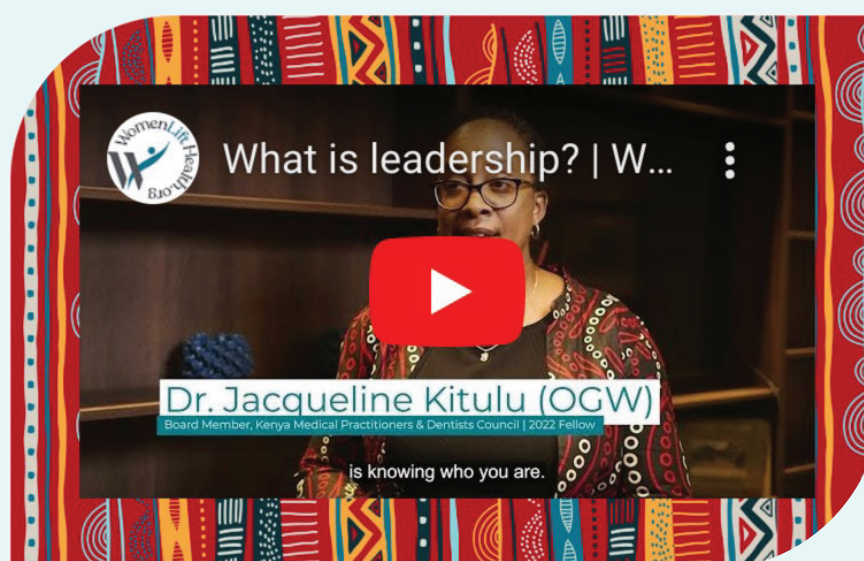 WomenLift Health.org
What is leadership? | W...
Dr. Jacqueline Kitulu (OGW)
Board Member, Kenya Medical Practitioners & Dentists Council | 2022 Fellow
is knowing who you are.